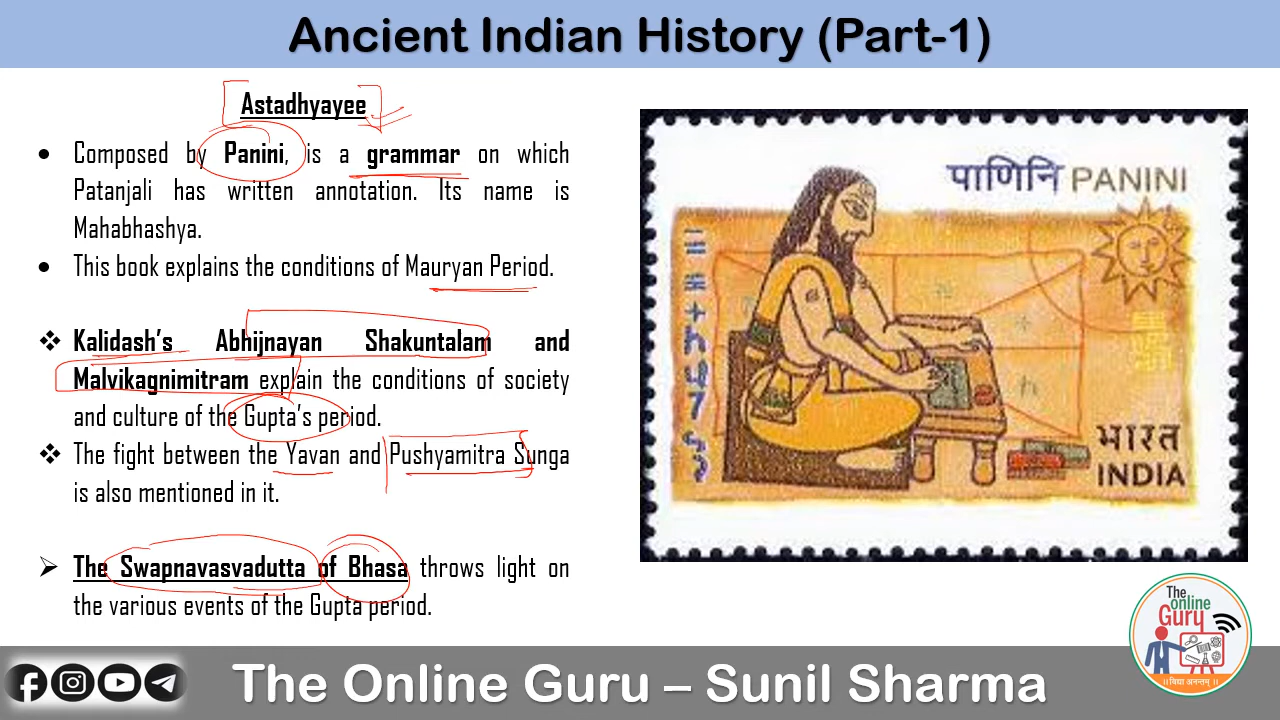 Ancient Indian History (Part-1)
Astadhyayee
• Composed by Panini, is a grammar on which
Patanjali has written annotation. Its name is
Mahabhashya.
• This book explains the conditions of Mauryan Period.
❖ Kalidash's Abhijnayan Shakuntalam and
Malvikagnimitram explain the conditions of society
and culture of the Gupta's period.
❖ The fight between the Yavan and Pushyamitra Sunga
is also mentioned in it.
➢ The Swapnavasvadutta of Bhasa throws light on
the various events of the Gupta period.
पाणिनि PANINI
भारत
INDIA
The
online
Guru
॥ विद्या अनन्तम् ॥
The Online Guru – Sunil Sharma